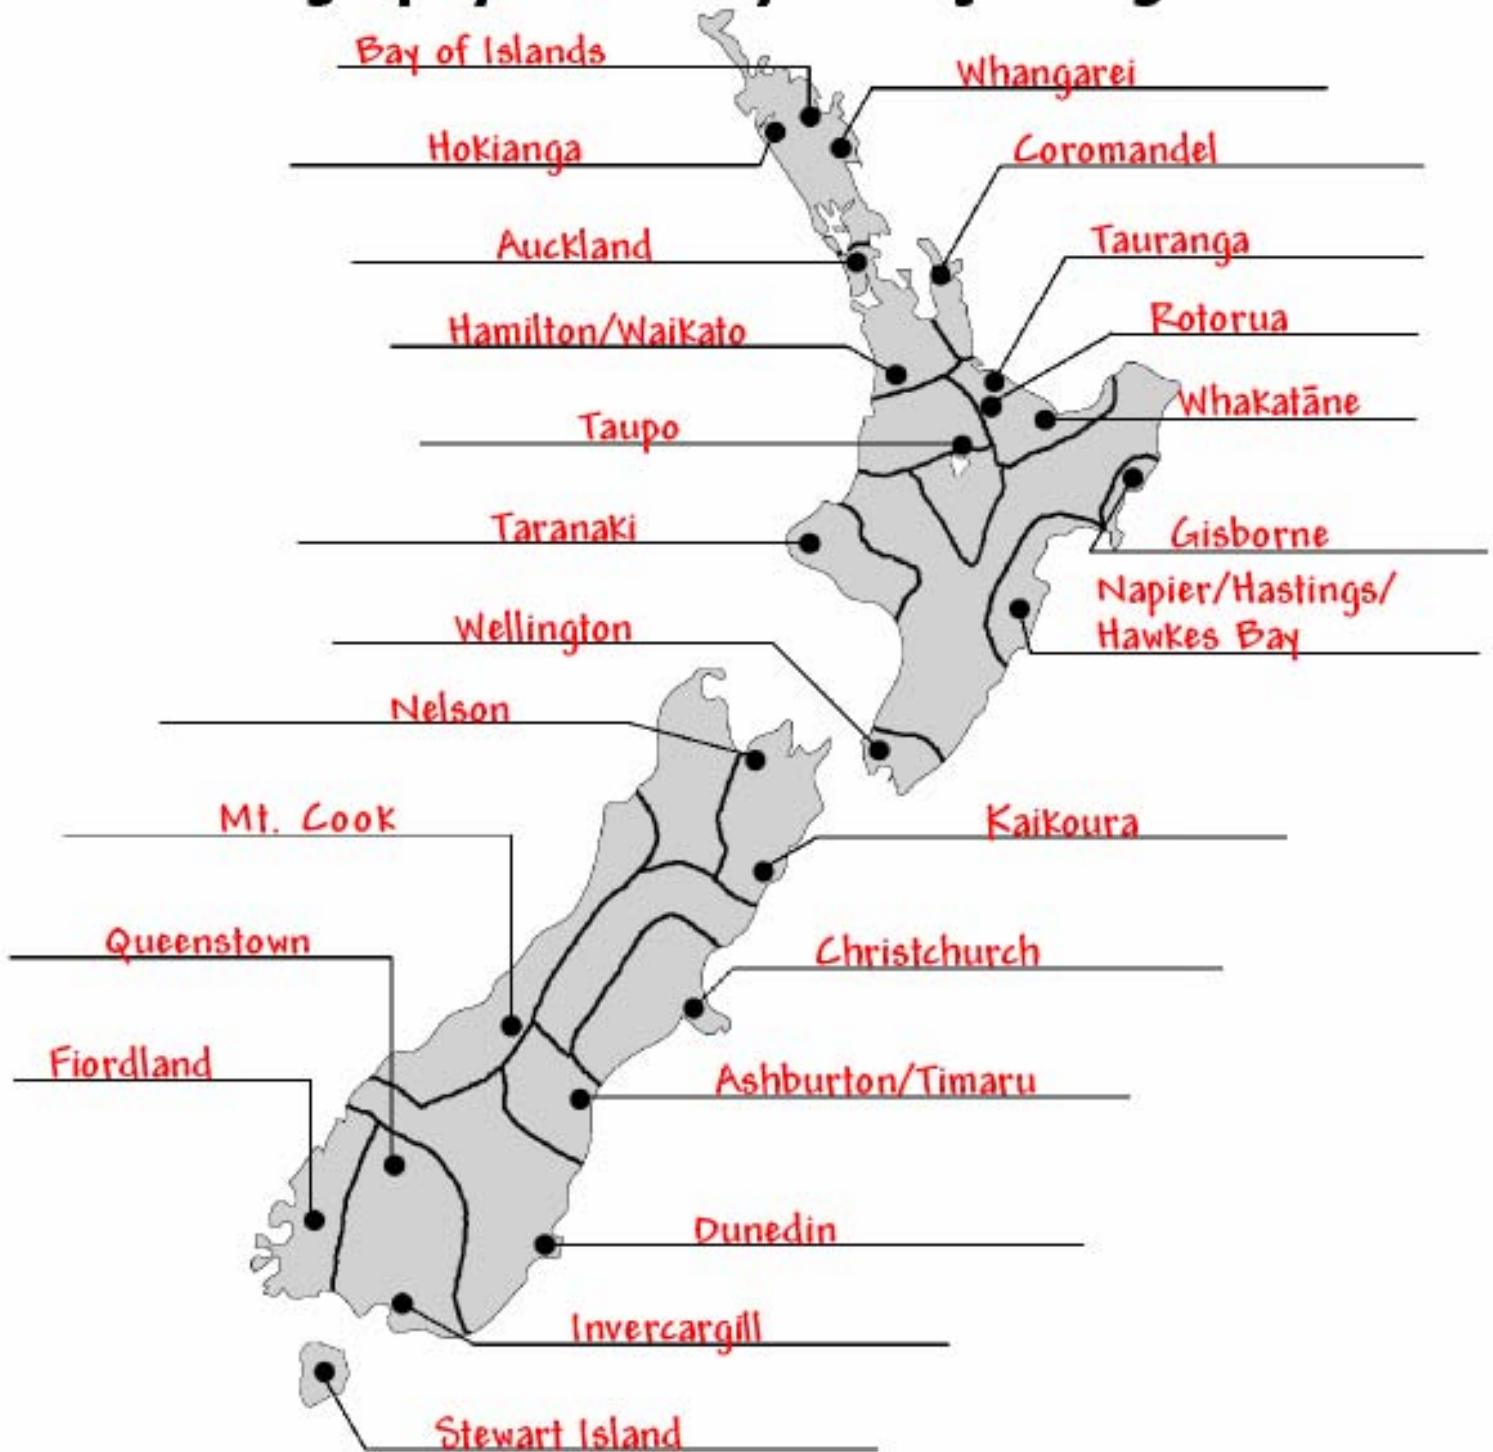 Bay of Islands
Whangarei
Hokianga
Coromandel
Auckland
Tauranga
Hamilton/Waikato
Rotorua
Taupo
Whakatāne
Taranaki
Gisborne
Napier/Hastings/
Hawkes Bay
Wellington
Nelson
Mt. Cook
Kaikoura
Queenstown
Christchurch
Fiordland
Ashburton/Timaru
Dunedin
Invercargill
Stewart Island